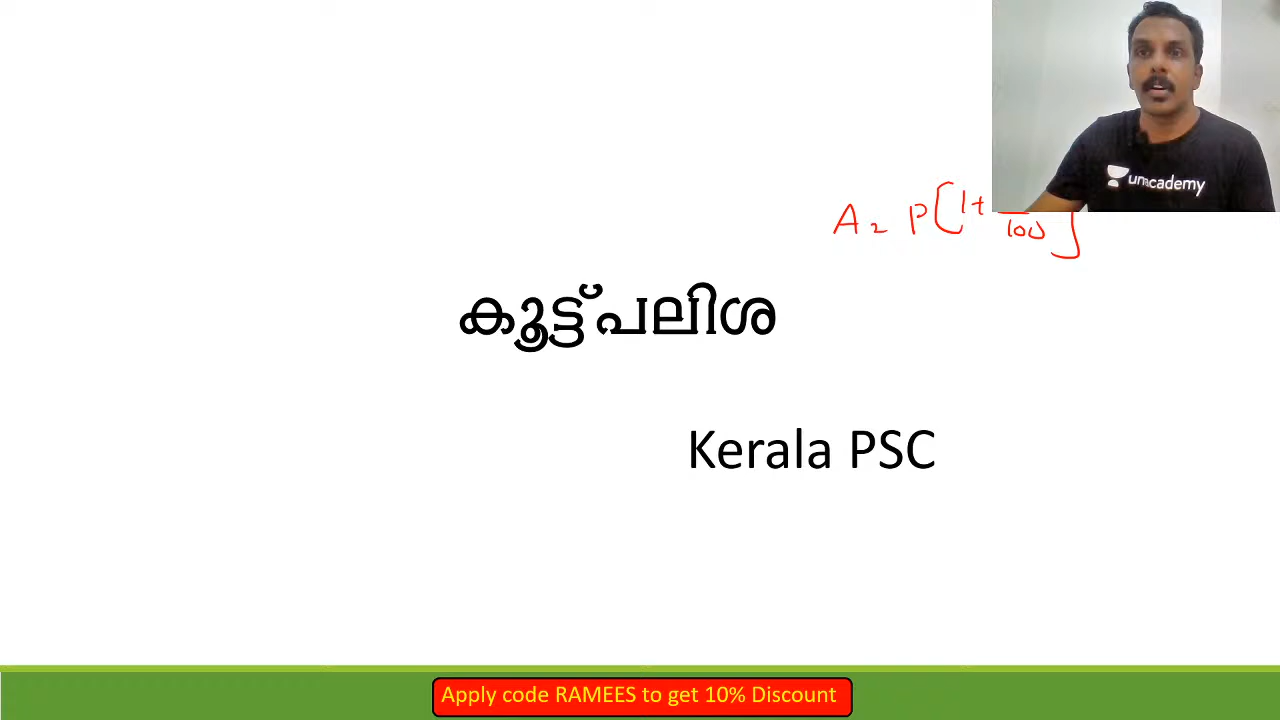 unacademy
A = P[1+
100]
കൂട്ട്പലിശ
Kerala PSC
Apply code RAMEES to get 10% Discount